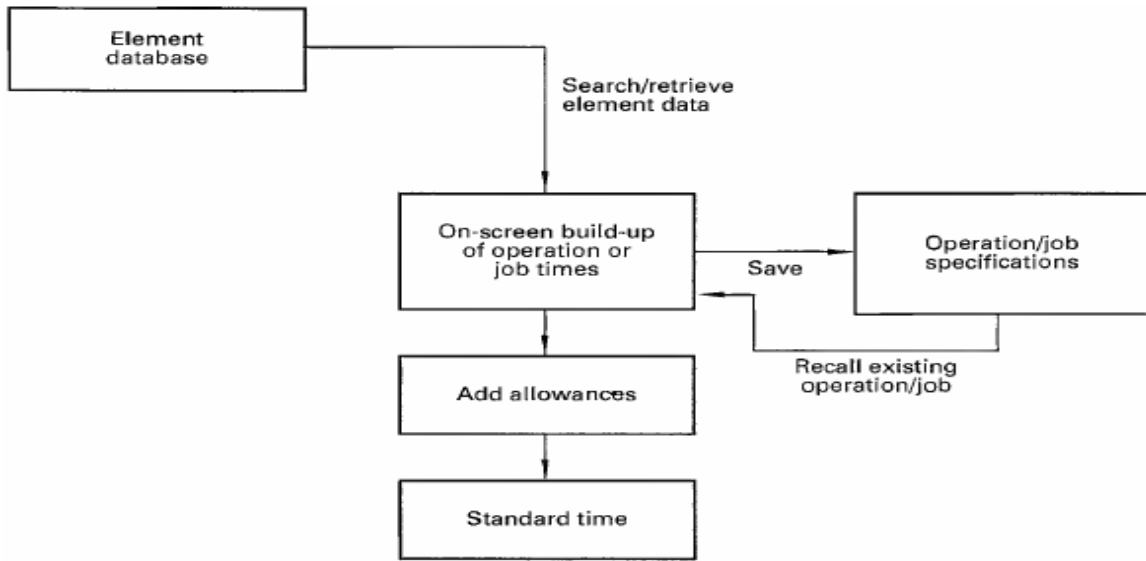 Element
database
Search/retrieve
element data
On-screen build-up
of operation or
job times
Save
Operation/job
specifications
Recall existing
operation/job
Add allowances
Standard time